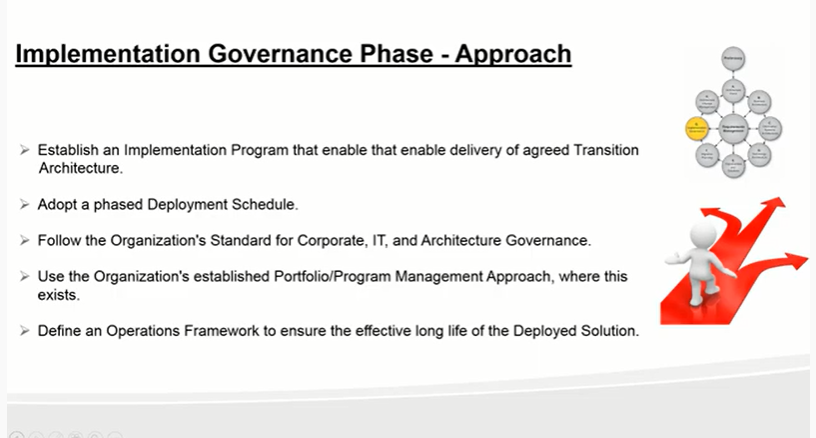 Implementation Governance Phase - Approach
Establish an Implementation Program that enable that enable delivery of agreed Transition
Architecture.
Adopt a phased Deployment Schedule.
Follow the Organization's Standard for Corporate, IT, and Architecture Governance.
Use the Organization's established Portfolio/Program Management Approach, where this
exists.
Define an Operations Framework to ensure the effective long life of the Deployed Solution.
Preliminary
Requirements
Management